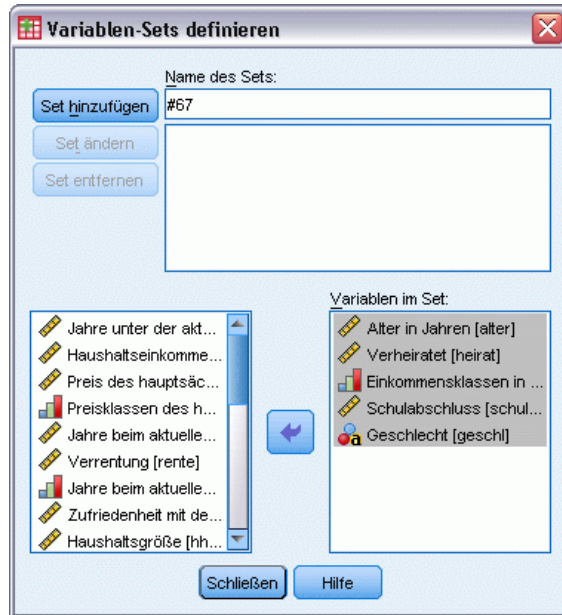 Variablen-Sets definieren
Name des Sets:
Set hinzufügen
#67
Set ändern
Set entfernen
Variablen im Set:
Jahre unter der akt...
Haushaltseinkomme...
Preis des hauptsäc...
Preisklassen des h...
Jahre beim aktuelle...
Verrentung [rente]
Jahre beim aktuelle...
Zufriedenheit mit de...
Haushaltsgröße [hh...
Alter in Jahren [alter]
Verheiratet [heirat]
Einkommensklassen in ...
Schulabschluss [schul...
a Geschlecht [geschl]
Schließen
Hilfe